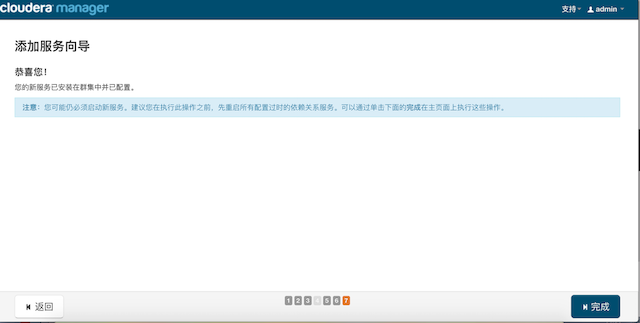 cloudera manager
支持 admin
添加服务向导
恭喜您！
您的新服务已安装在群集中并已配置。
注意：您可能仍必须启动新服务。建议您在执行此操作之前，先重启所有配置过时的依赖关系服务。可以通过单击下面的完成在主页面上执行这些操作。
返回
1 2 3 4 5 6 7
完成